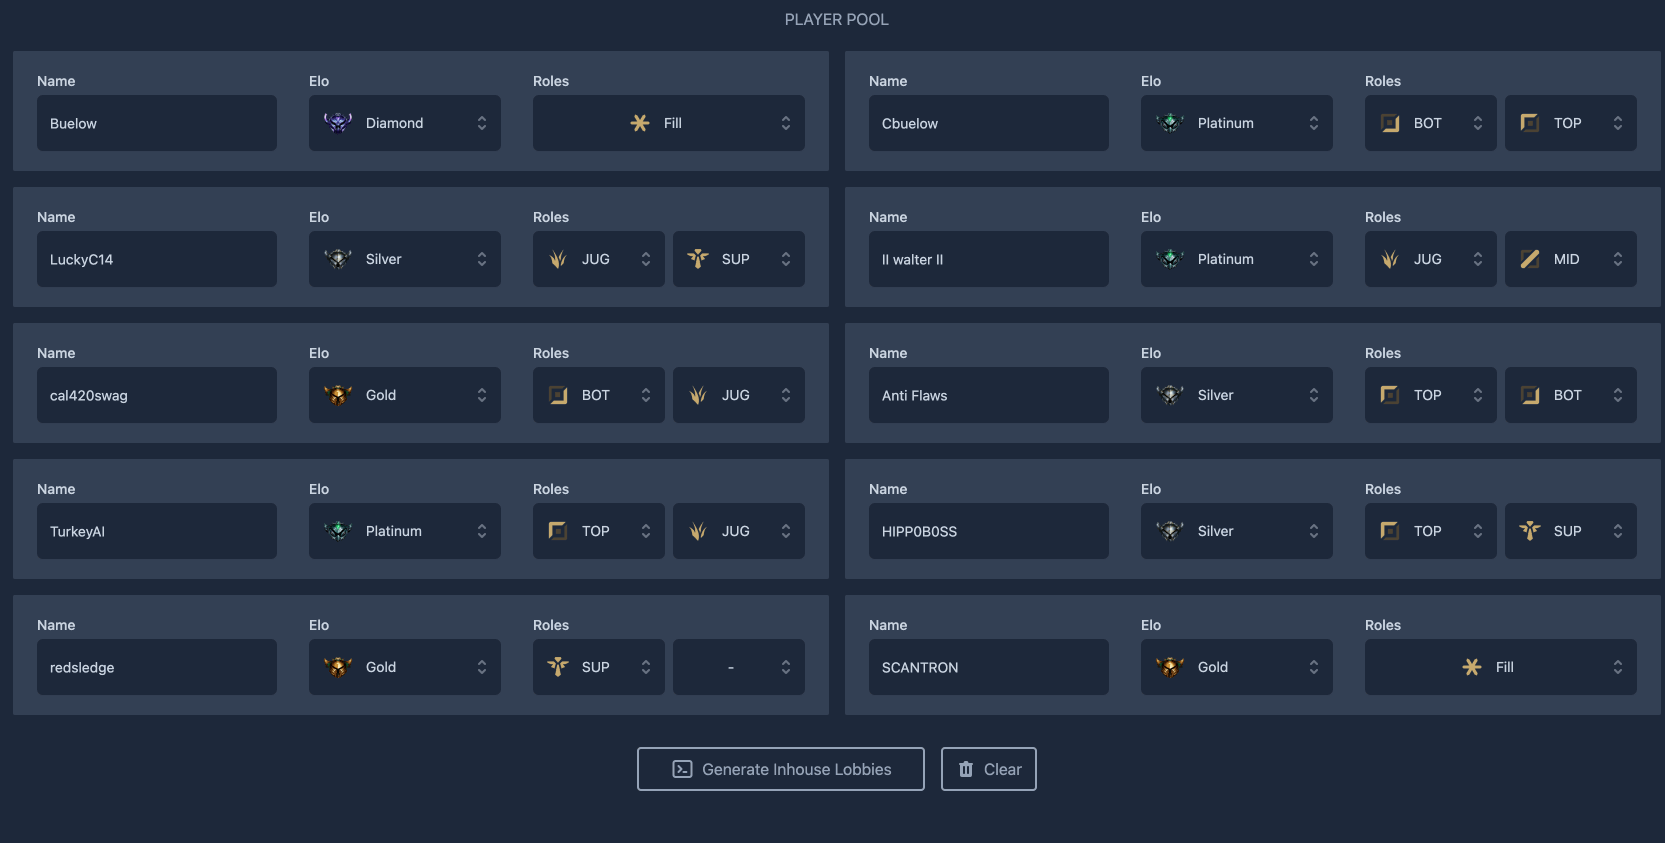 PLAYER POOL
Name Elo Roles
Buelow Diamond Fill
Name Elo Roles
Cbuelow Platinum BOT TOP
Name Elo Roles
LuckyC14 Silver JUG SUP
Name Elo Roles
II walter II Platinum JUG MID
Name Elo Roles
cal420swag Gold BOT JUG
Name Elo Roles
Anti Flaws Silver TOP BOT
Name Elo Roles
TurkeyAI Platinum TOP JUG
Name Elo Roles
HIPP0B0SS Silver TOP SUP
Name Elo Roles
redsledge Gold SUP -
Name Elo Roles
SCANTRON Gold Fill
Generate Inhouse Lobbies Clear